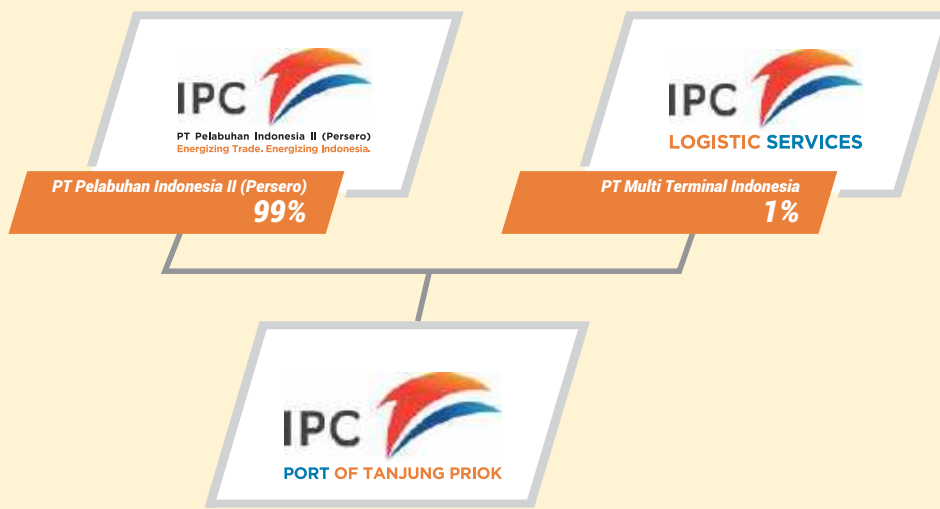 IPC
PT Pelabuhan Indonesia II (Persero)
Energizing Trade. Energizing Indonesia.
PT Pelabuhan Indonesia II (Persero)
99%
IPC
LOGISTIC SERVICES
PT Multi Terminal Indonesia
1%
IPC
PORT OF TANJUNG PRIOK